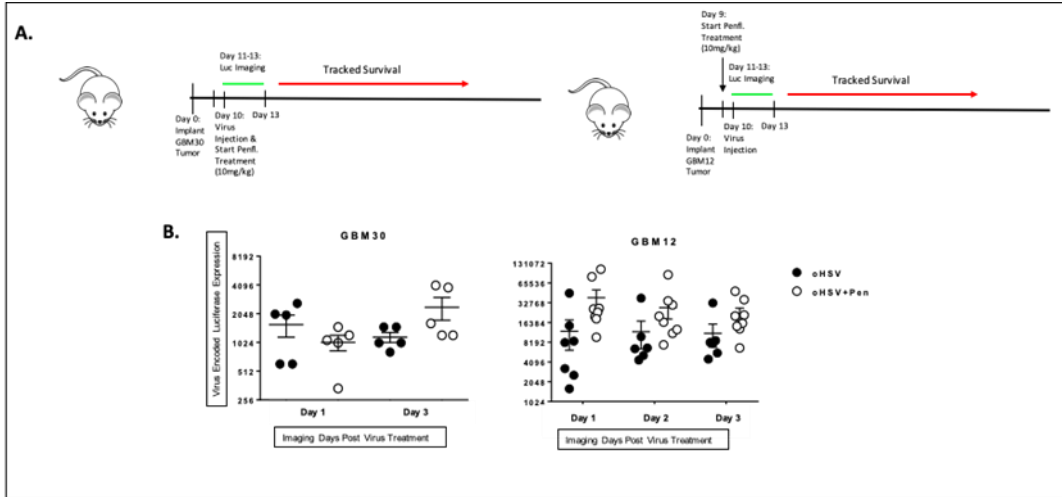 A.
Day 11-13:
Luc Imaging
Tracked Survival
Day 0:
Implant
GBM30
Tumor
Day 10:
Virus
Injection &
Start Penfl.
Treatment
(10mg/kg)
Day 13
Day 9:
Start Penfl.
Treatment
(10mg/kg)
Day 11-13:
Luc Imaging
Tracked Survival
Day 0:
Implant
GBM12
Tumor
Day 10:
Virus
Injection
Day 13
B.
Virus Encoded Luciferase Expression
GBM30
8192
4096
2048
1024
512
256
Day 1
Day 3
Imaging Days Post Virus Treatment
GBM12
131072
65536
32768
16384
8192
4096
2048
1024
Day 1
Day 2
Day 3
Imaging Days Post Virus Treatment
oHSV
oHSV+Pen